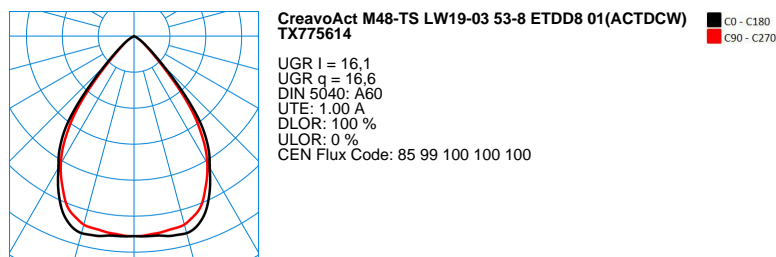 CreavoAct M48-TS LW19-03 53-8 ETDD8 01(ACTDCW)
TX775614
C0 - C180
C90 - C270
UGR l = 16,1
UGR q = 16,6
DIN 5040: A60
UTE: 1.00 A
DLOR: 100 %
ULOR: 0 %
CEN Flux Code: 85 99 100 100 100